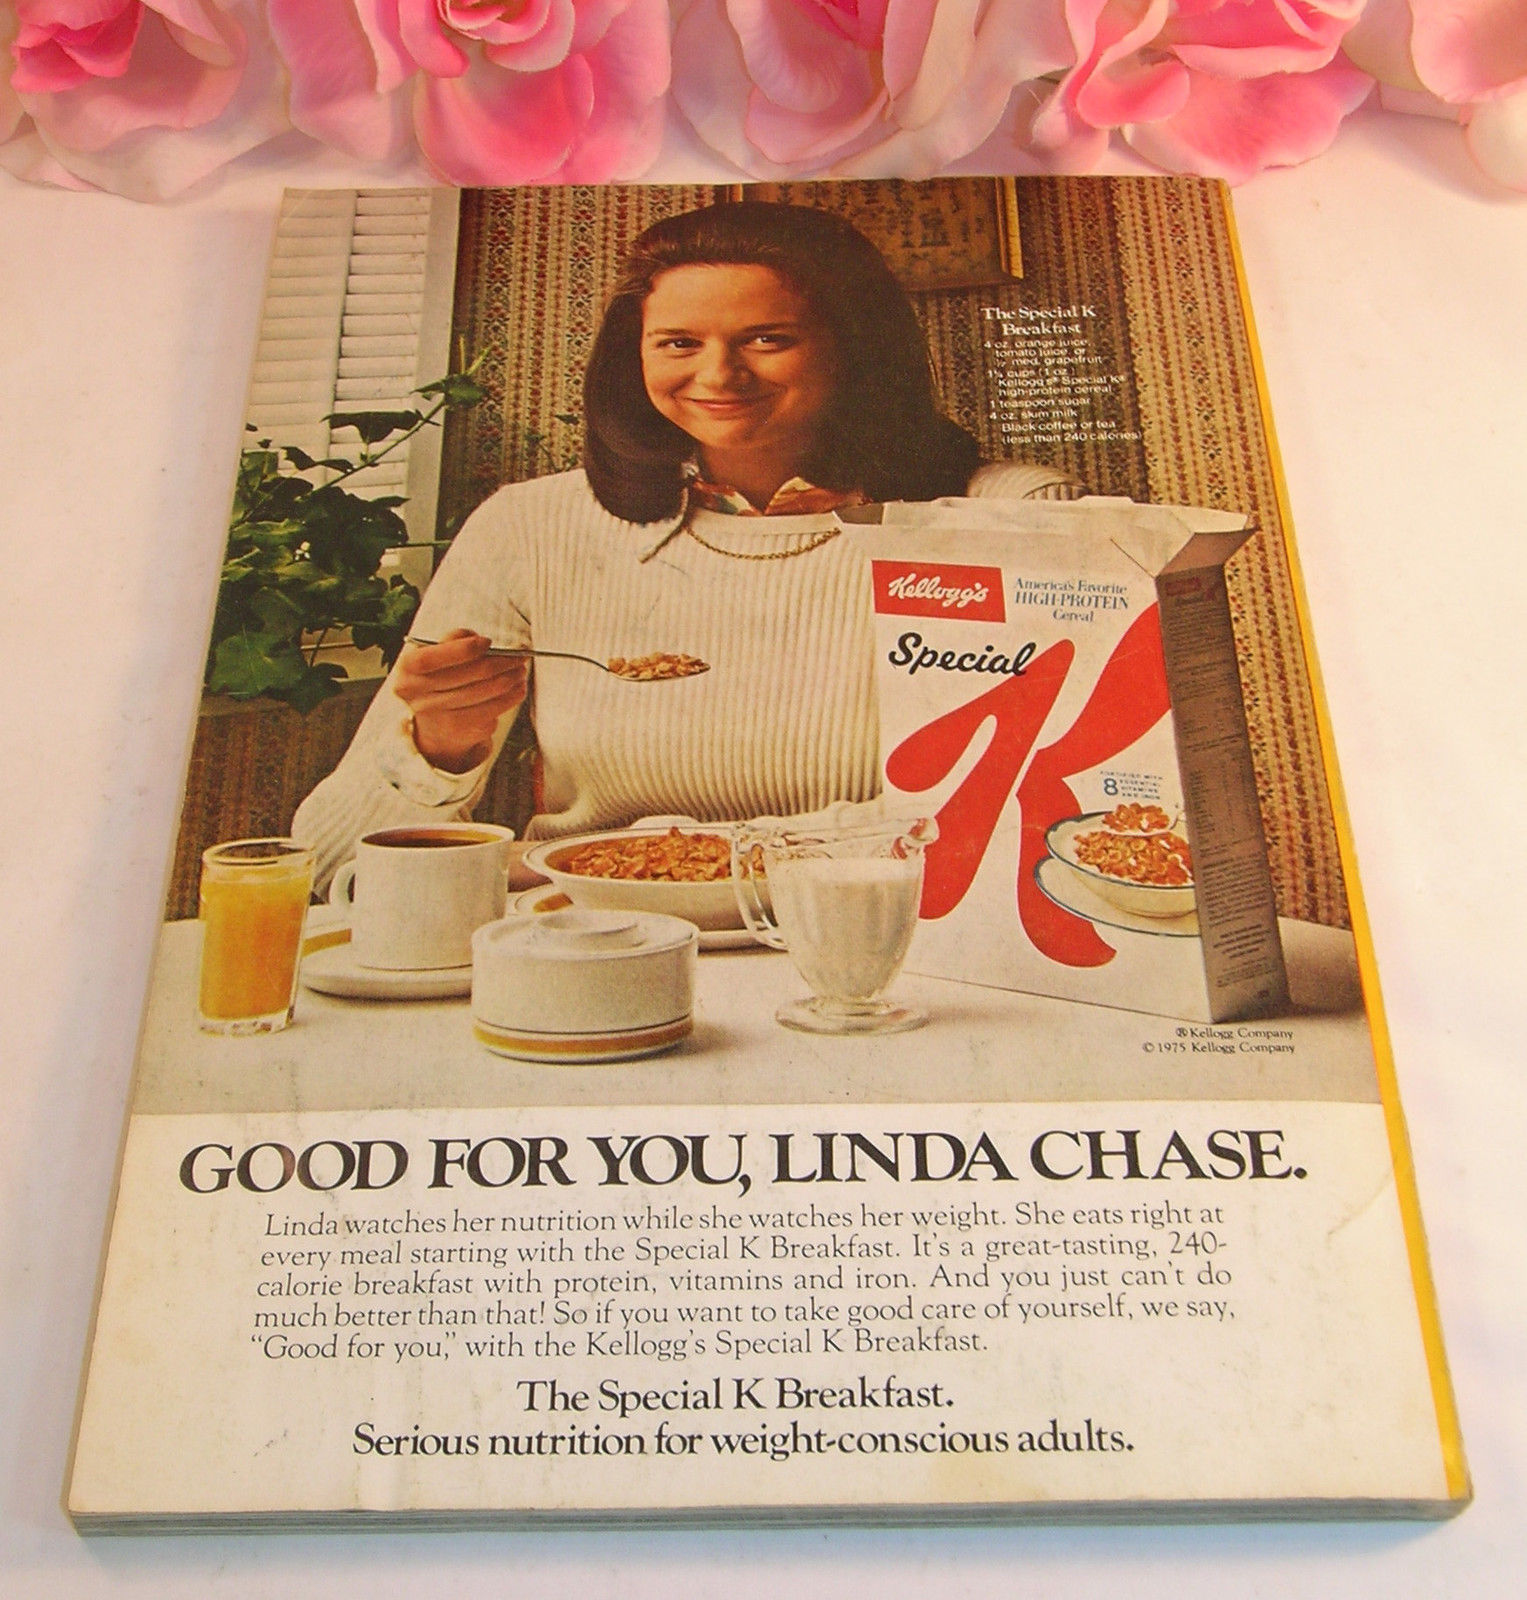 The Special K
Breakfast
4 oz. orange juice,
tomato juice, or
½ med. grapefruit
1¼ cups (1 oz.)
Kellogg's® Special K®
high-protein cereal
1 teaspoon sugar
4 oz. skim milk
Black coffee or tea
(less than 240 calories)
Kellogg's
America's Favorite
HIGH-PROTEIN
Cereal
Special
K
FORTIFIED WITH
8 ESSENTIAL
VITAMINS
AND IRON
® Kellogg Company
© 1975 Kellogg Company
GOOD FOR YOU, LINDA CHASE.
Linda watches her nutrition while she watches her weight. She eats right at
every meal starting with the Special K Breakfast. It's a great-tasting, 240-
calorie breakfast with protein, vitamins and iron. And you just can't do
much better than that! So if you want to take good care of yourself, we say,
“Good for you,” with the Kellogg's Special K Breakfast.
The Special K Breakfast.
Serious nutrition for weight-conscious adults.